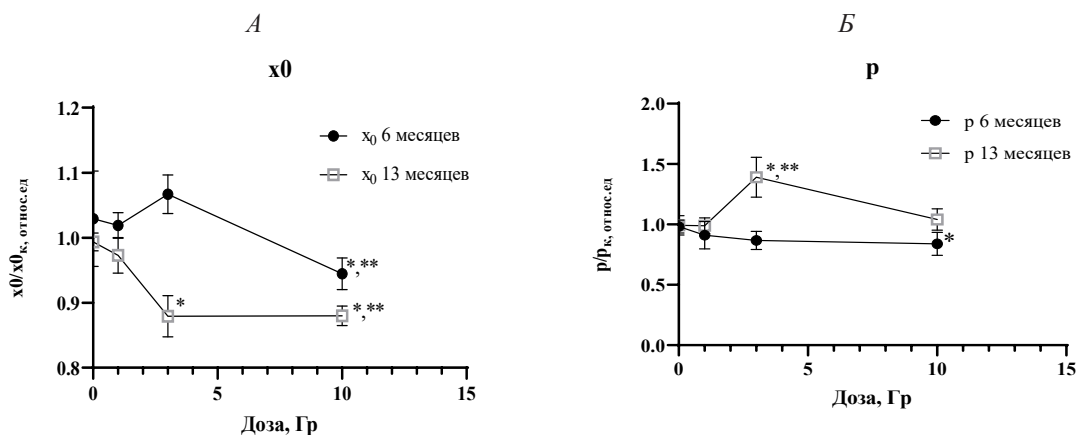 А
x0
x0/x0к, относ.ед
1.2
1.1
1.0
0.9
0.8
0
5
10
15
Доза, Гр
x0 6 месяцев
x0 13 месяцев
*,**
*
*,**
Б
p
p/pк, относ.ед
2.0
1.5
1.0
0.5
0.0
0
5
10
15
Доза, Гр
p 6 месяцев
p 13 месяцев
*,**
*